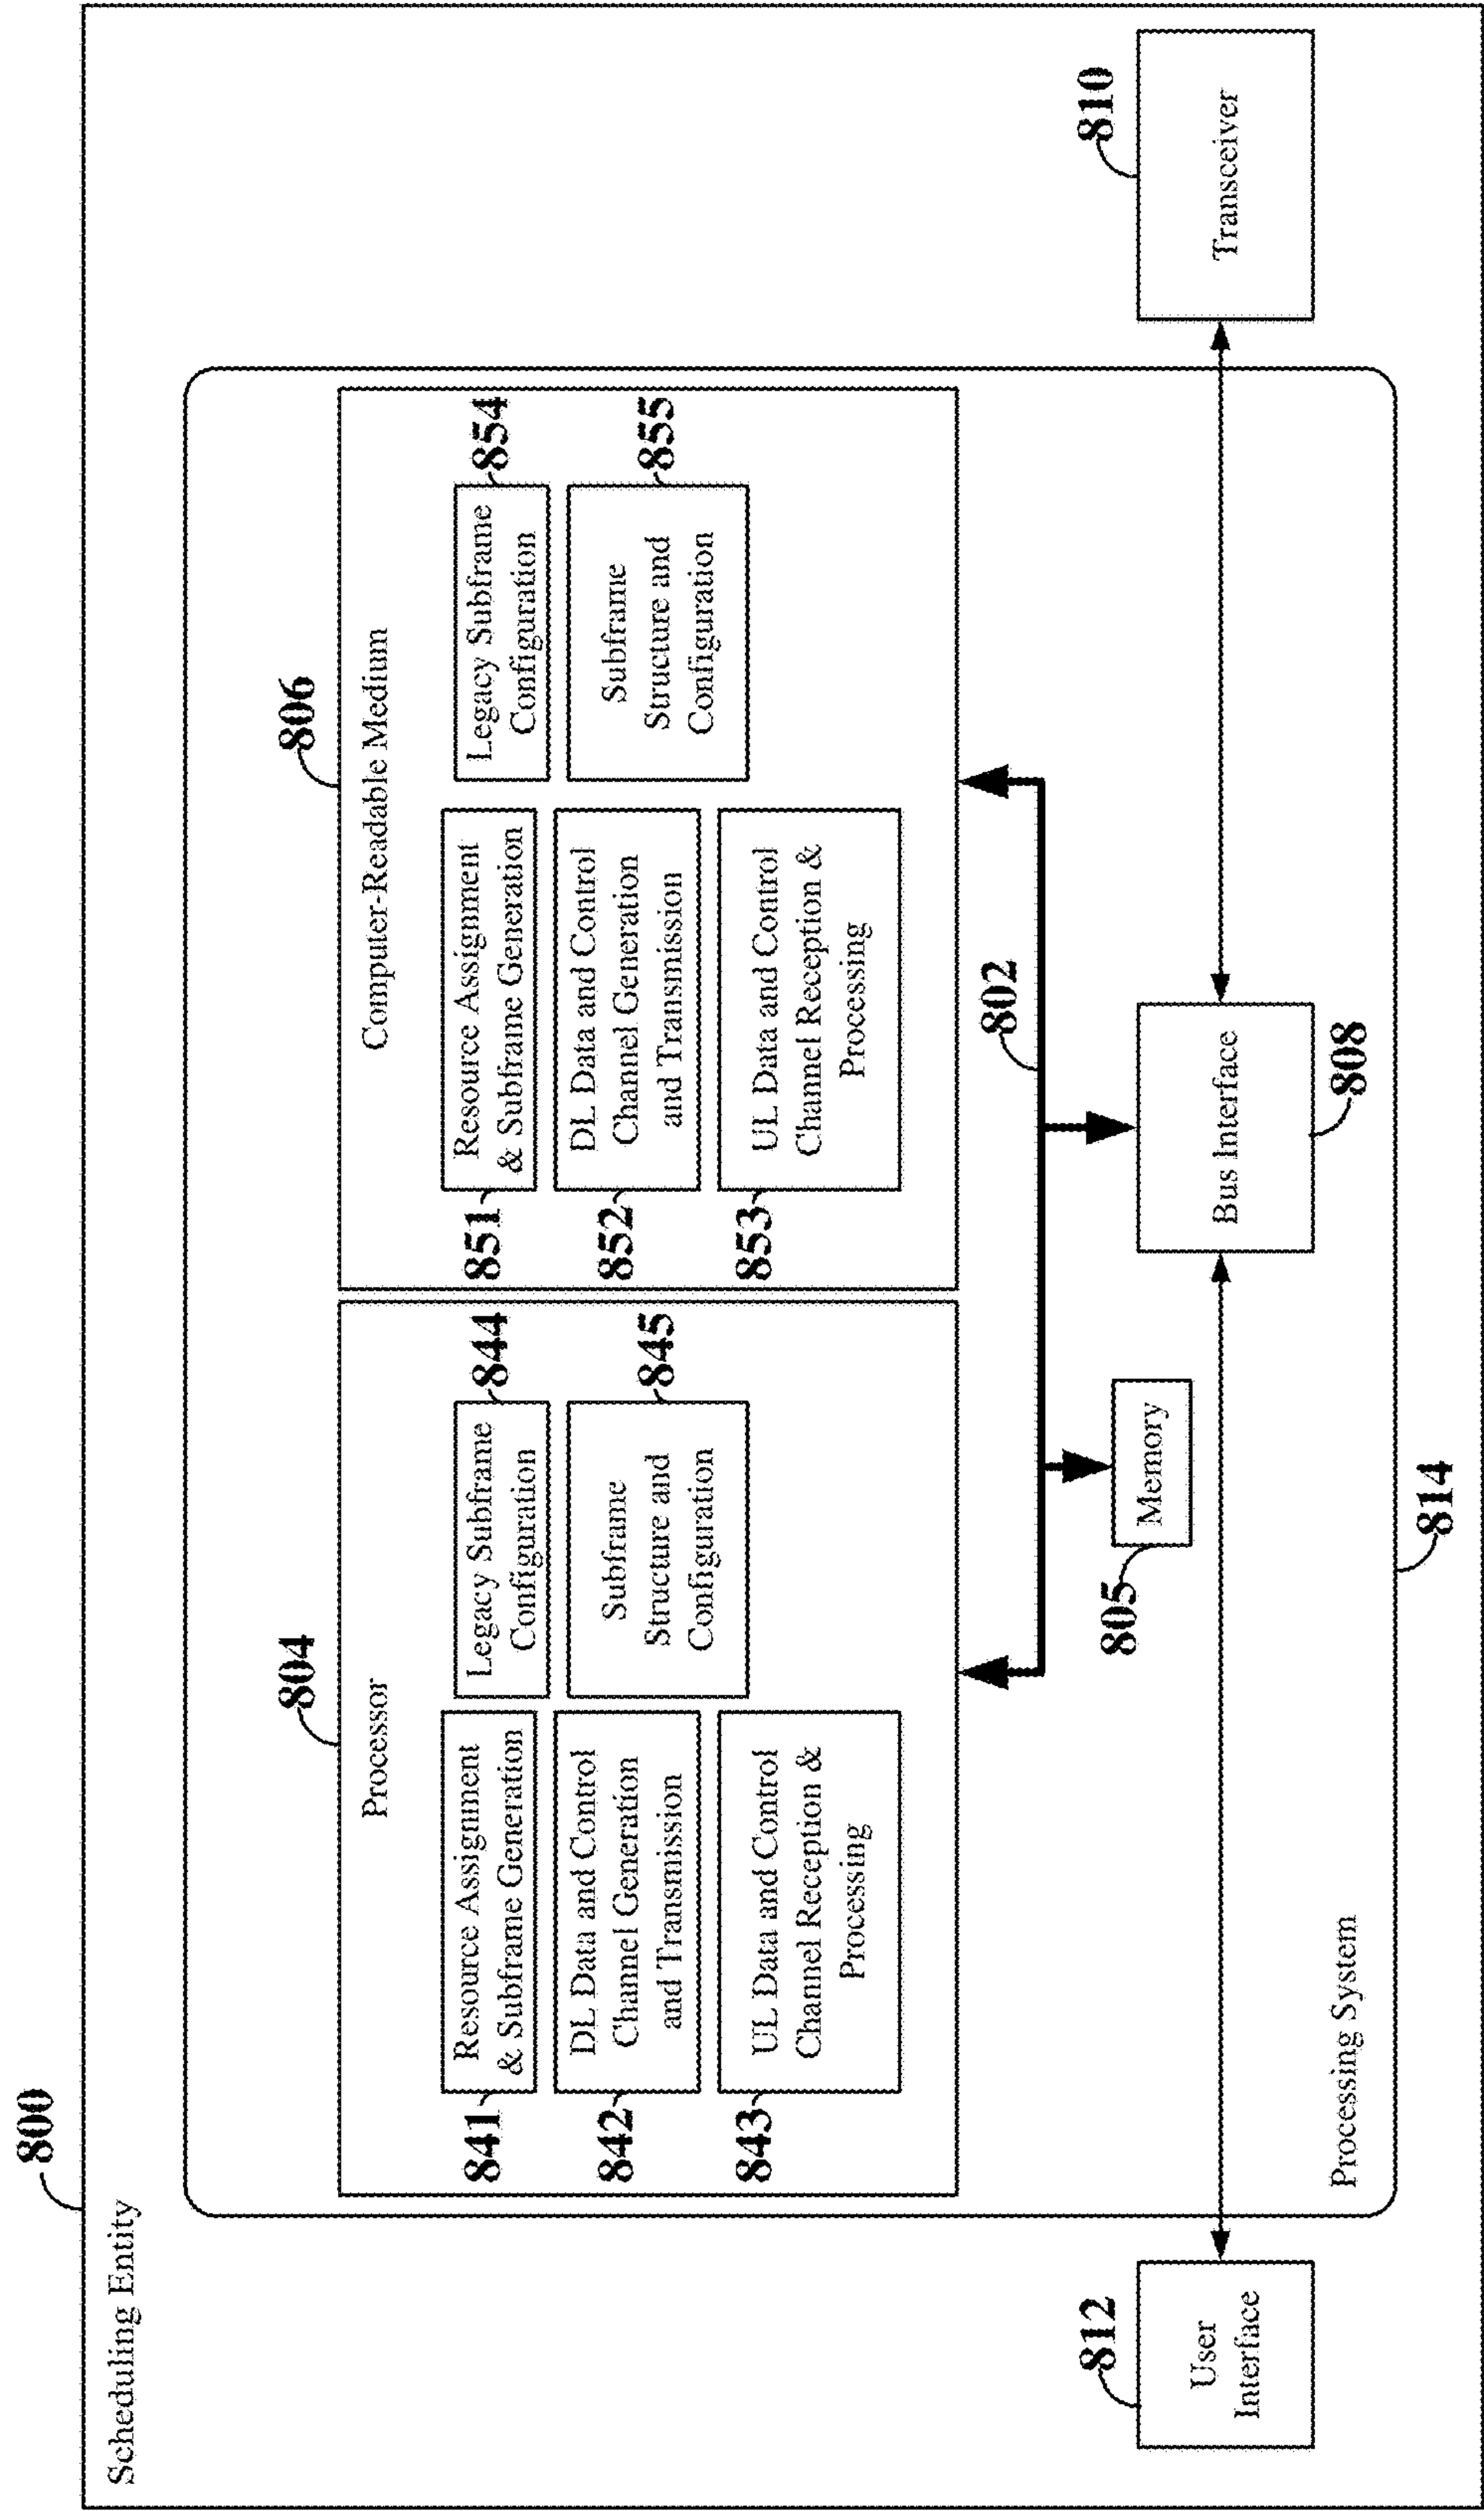 800
Scheduling Entity
804
Processor
841
Resource Assignment
& Subframe Generation
842
DL Data and Control
Channel Generation
and Transmission
843
UL Data and Control
Channel Reception &
Processing
844
Legacy Subframe
Configuration
845
Subframe
Structure and
Configuration
806
Computer-Readable Medium
851
Resource Assignment
& Subframe Generation
852
DL Data and Control
Channel Generation
and Transmission
853
UL Data and Control
Channel Reception &
Processing
854
Legacy Subframe
Configuration
855
Subframe
Structure and
Configuration
802
805
Memory
812
User
Interface
Bus Interface
808
810
Transceiver
Processing System
814